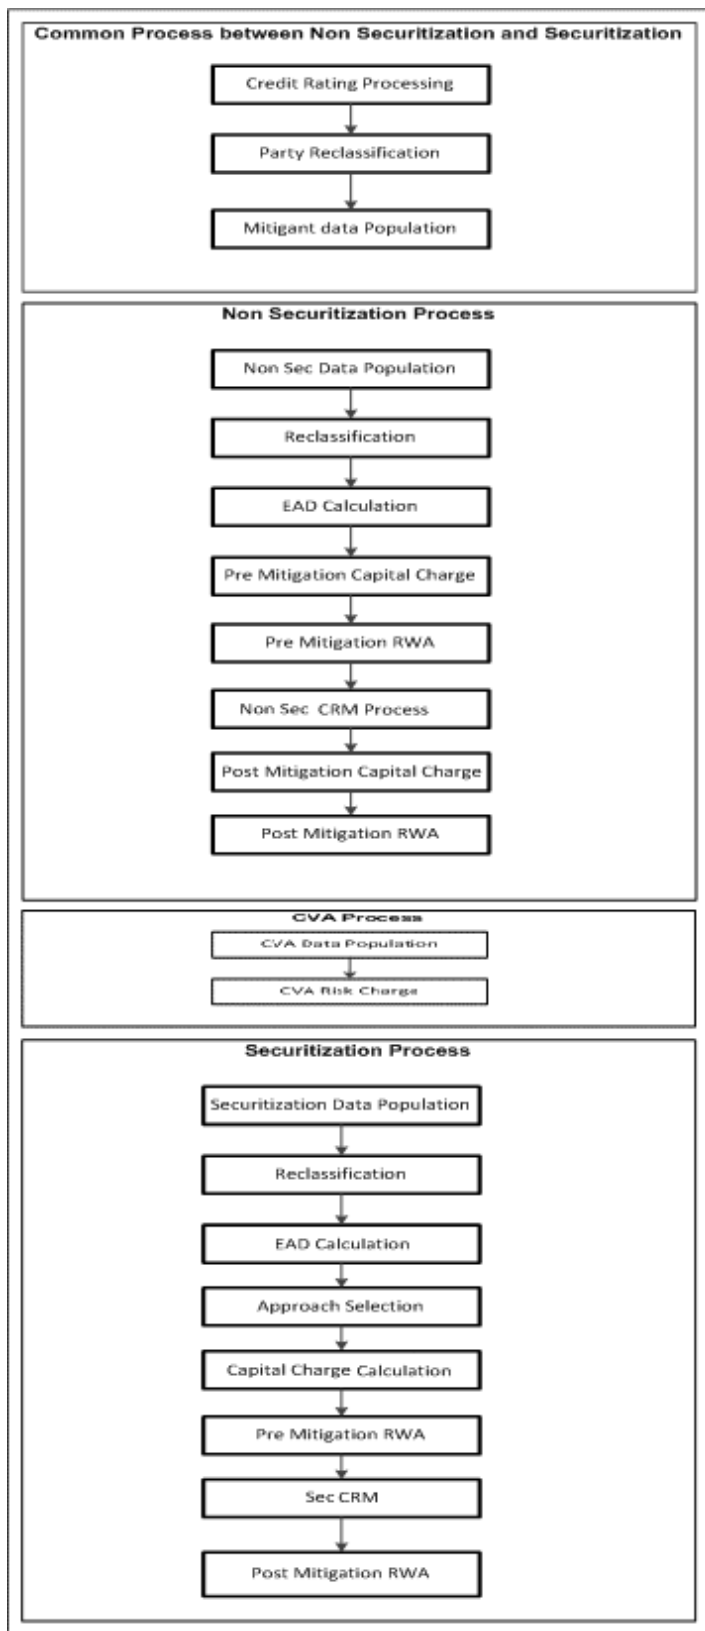 Common Process between Non Securitization and Securitization
Credit Rating Processing
Party Reclassification
Mitigant data Population
Non Securitization Process
Non Sec Data Population
Reclassification
EAD Calculation
Pre Mitigation Capital Charge
Pre Mitigation RWA
Non Sec CRM Process
Post Mitigation Capital Charge
Post Mitigation RWA
CVA Process
CVA Data Population
CVA Risk Charge
Securitization Process
Securitization Data Population
Reclassification
EAD Calculation
Approach Selection
Capital Charge Calculation
Pre Mitigation RWA
Sec CRM
Post Mitigation RWA